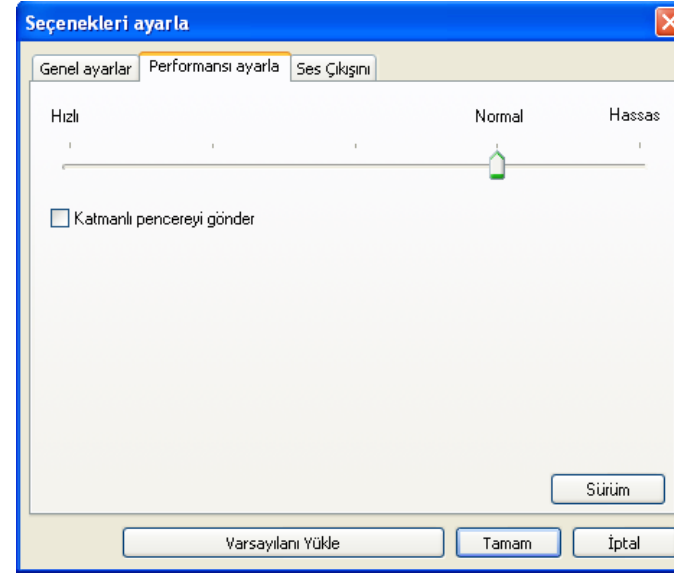 Seçenekleri ayarla
Genel ayarlar Performansı ayarla Ses Çıkışını
Hızlı Normal Hassas
Katmanlı pencereyi gönder
Sürüm
Varsayılanı Yükle Tamam İptal